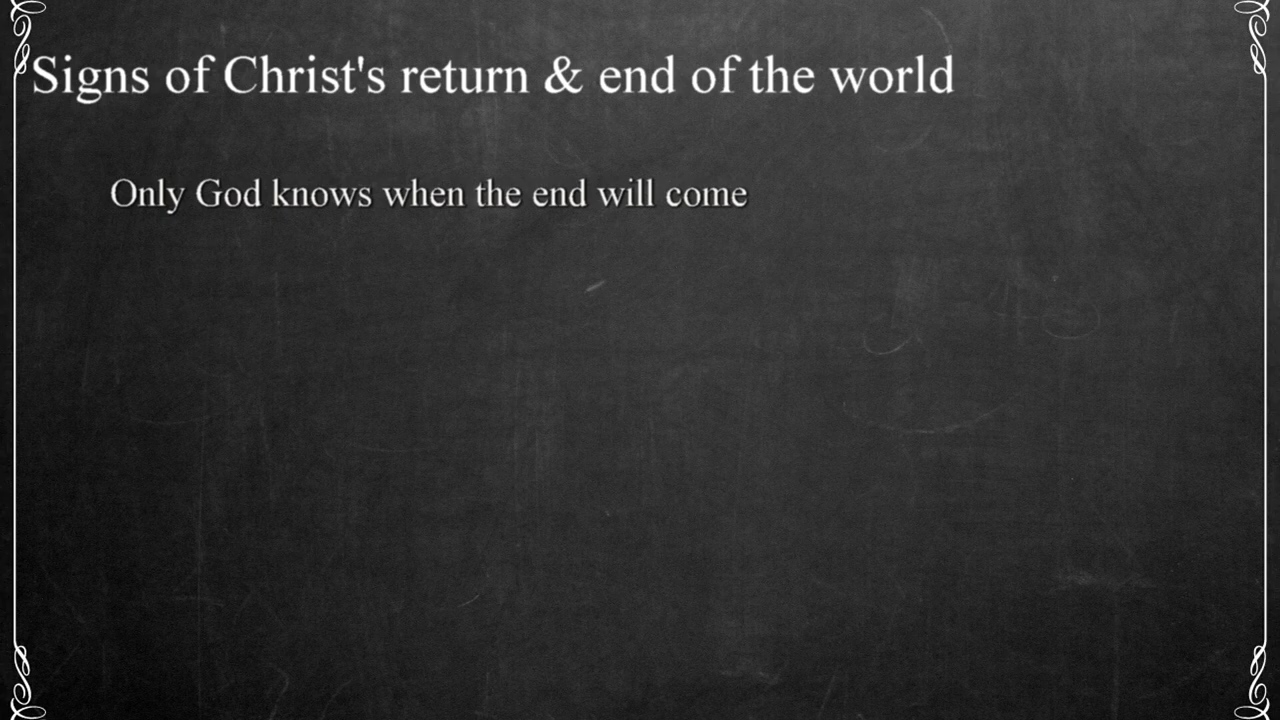 Signs of Christ's return & end of the world
Only God knows when the end will come